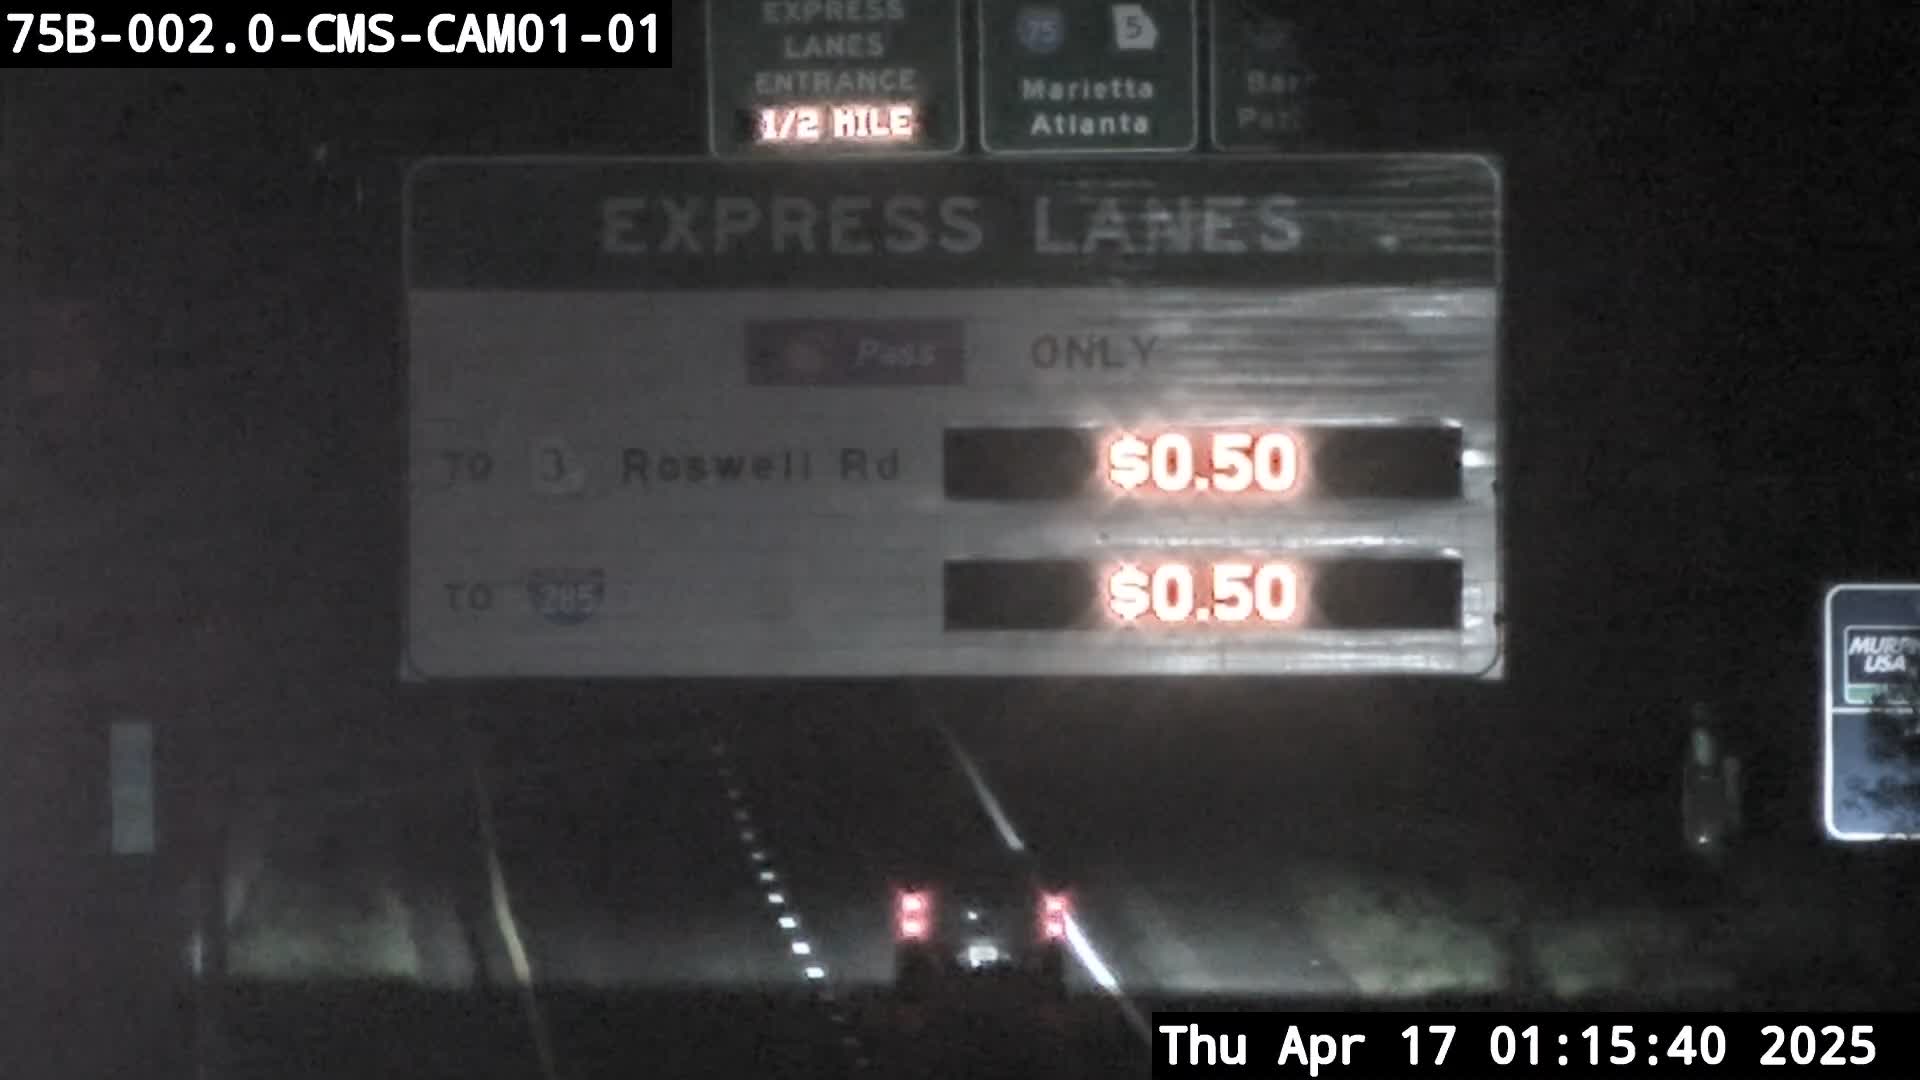 75B-002.0-CMS-CAM01-01
EXPRESS
LANES
ENTRANCE
1/2 MILE
75 5
Marietta
Atlanta
EXPRESS LANES
Pass ONLY
TO 3 Roswell Rd $0.50
TO 285 $0.50
USA
Thu Apr 17 01:15:40 2025